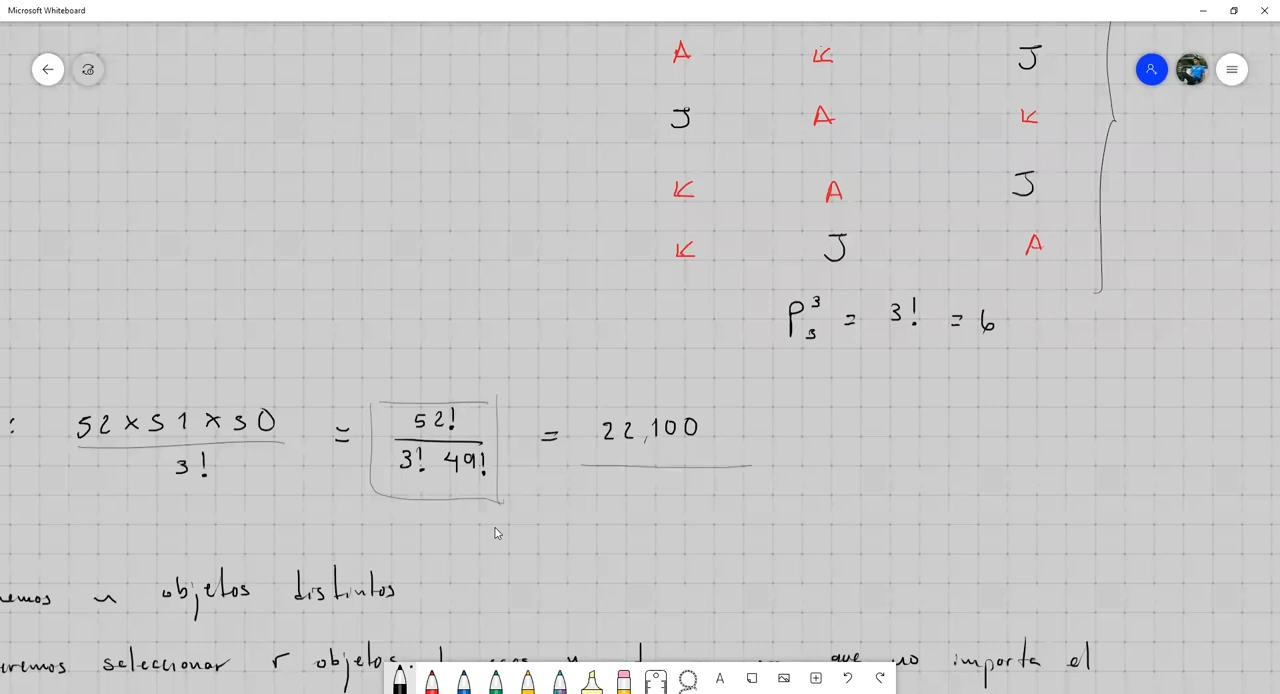 Microsoft Whiteboard
A K J
J A K
K A J
K J A
P₃³ = 3! = 6
: 52 × 51 × 50 / 3! = 52! / 3! 49! = 22,100
n objetos distintos
seleccionar r objetos.
que no importa el
A